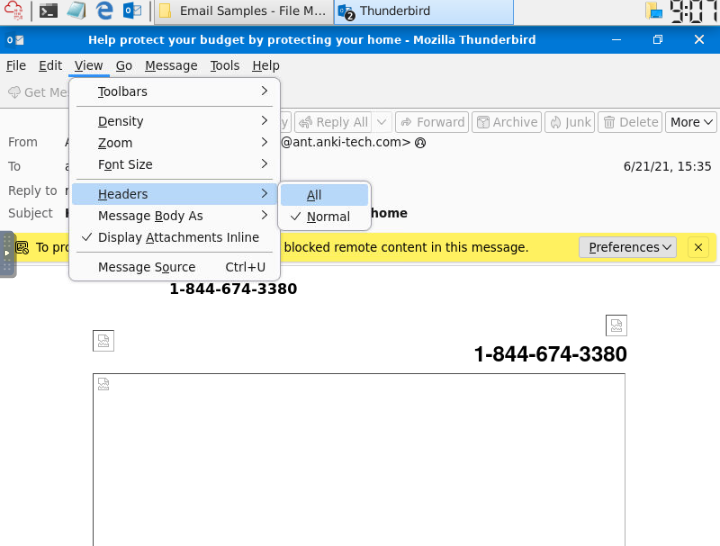 Email Samples - File M...
2
Thunderbird
9:07
Help protect your budget by protecting your home - Mozilla Thunderbird
File Edit View Go Message Tools Help
Get Me
Toolbars
Density
Zoom
Font Size
Headers
Message Body As
Display Attachments Inline
Message Source Ctrl+U
All
Normal
y Reply All Forward Archive Junk Delete More
From @ant.anki-tech.com>
To 6/21/21, 15:35
Reply to
Subject home
To pro blocked remote content in this message. Preferences
1-844-674-3380
1-844-674-3380